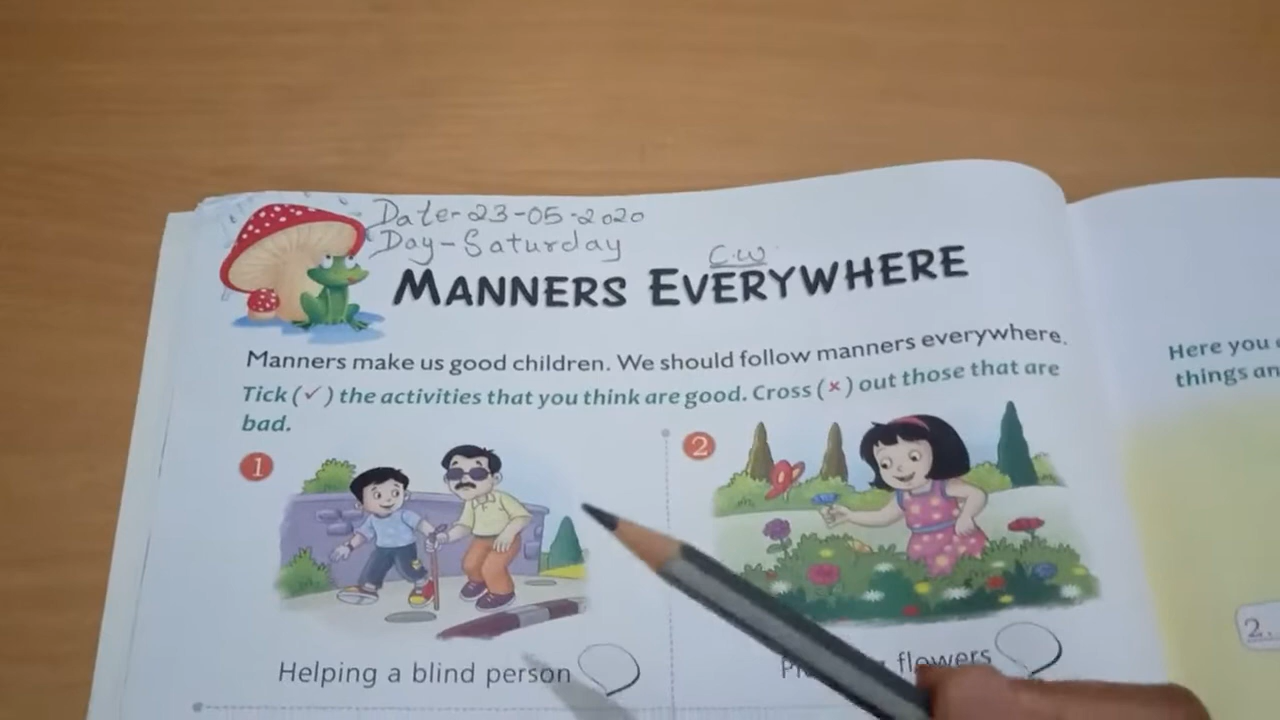 Date-23-05-2020
Day-Saturday
C.W
MANNERS EVERYWHERE
Manners make us good children. We should follow manners everywhere.
Tick (✓) the activities that you think are good. Cross (×) out those that are
bad.
1
2
Helping a blind person
flowers
Here you
things an
2.